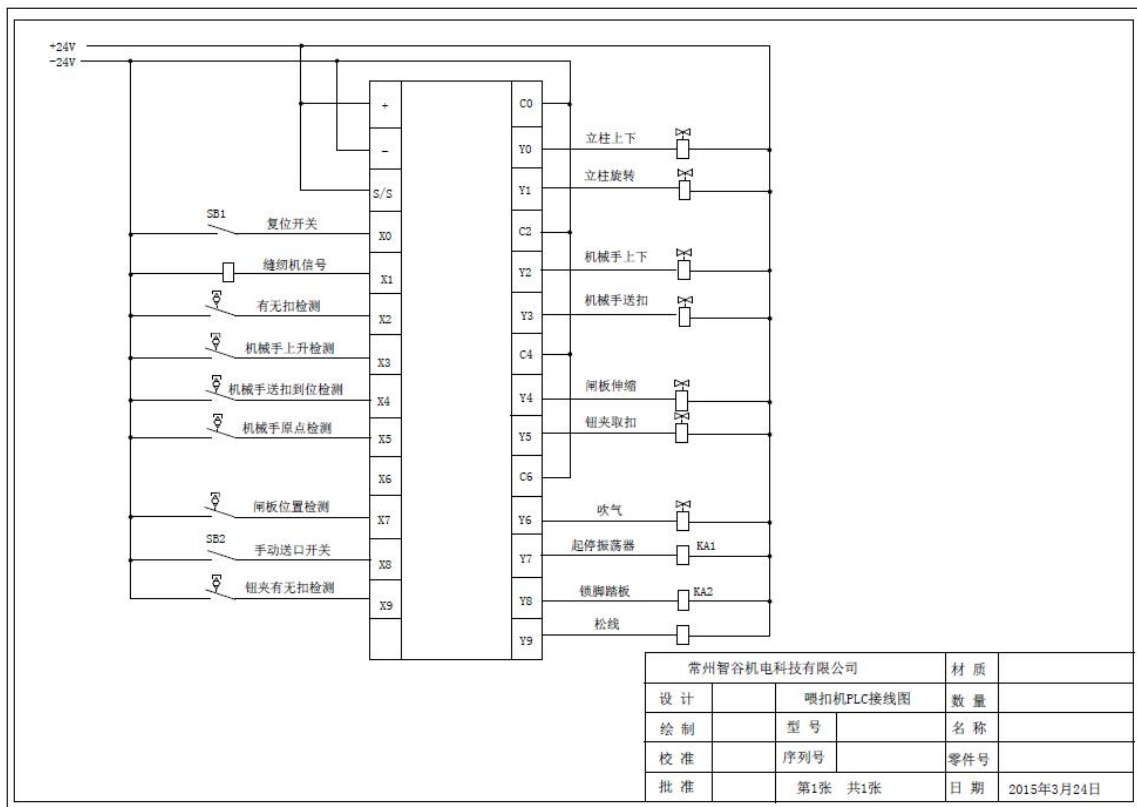 +24V
-24V
+
-
S/S
SB1
复位开关
X0
缝纫机信号
X1
有无扣检测
X2
机械手上升检测
X3
机械手送扣到位检测
X4
机械手原点检测
X5
X6
闸板位置检测
X7
SB2
手动送口开关
X8
钮夹有无扣检测
X9
C0
Y0
立柱上下
Y1
立柱旋转
C2
Y2
机械手上下
Y3
机械手送扣
C4
Y4
闸板伸缩
Y5
钮夹取扣
C6
Y6
吹气
Y7
起停振荡器
KA1
Y8
锁脚踏板
KA2
Y9
松线
常州智谷机电科技有限公司
材 质
设 计
喂扣机PLC接线图
数 量
绘 制
型 号
名 称
校 准
序列号
零件号
批 准
第1张 共1张
日 期
2015年3月24日